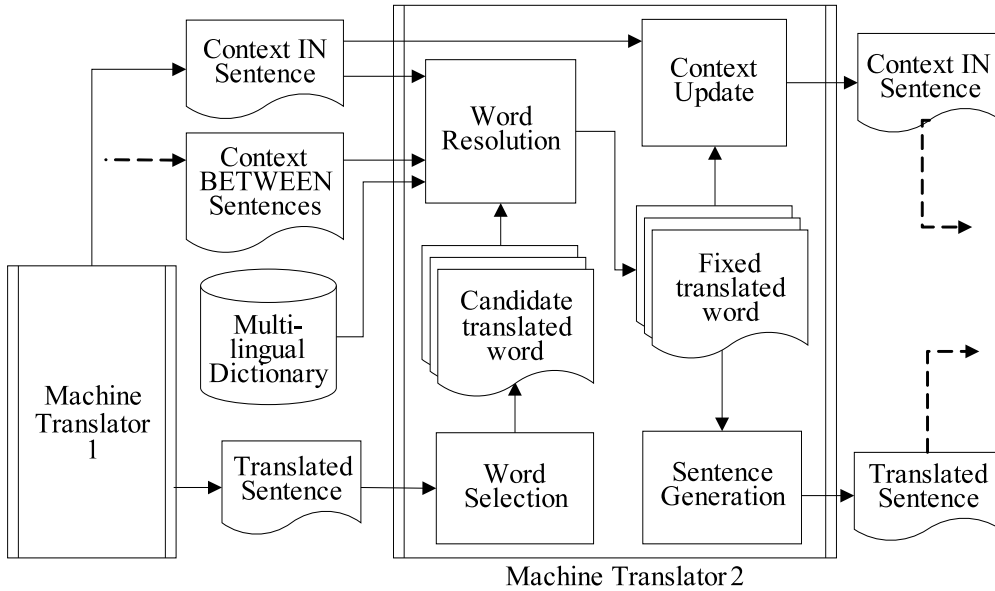 Context IN
Sentence
Context
BETWEEN
Sentences
Multi-
lingual
Dictionary
Machine
Translator
1
Translated
Sentence
Word
Resolution
Candidate
translated
word
Word
Selection
Context
Update
Fixed
translated
word
Sentence
Generation
Context IN
Sentence
Translated
Sentence
Machine Translator 2